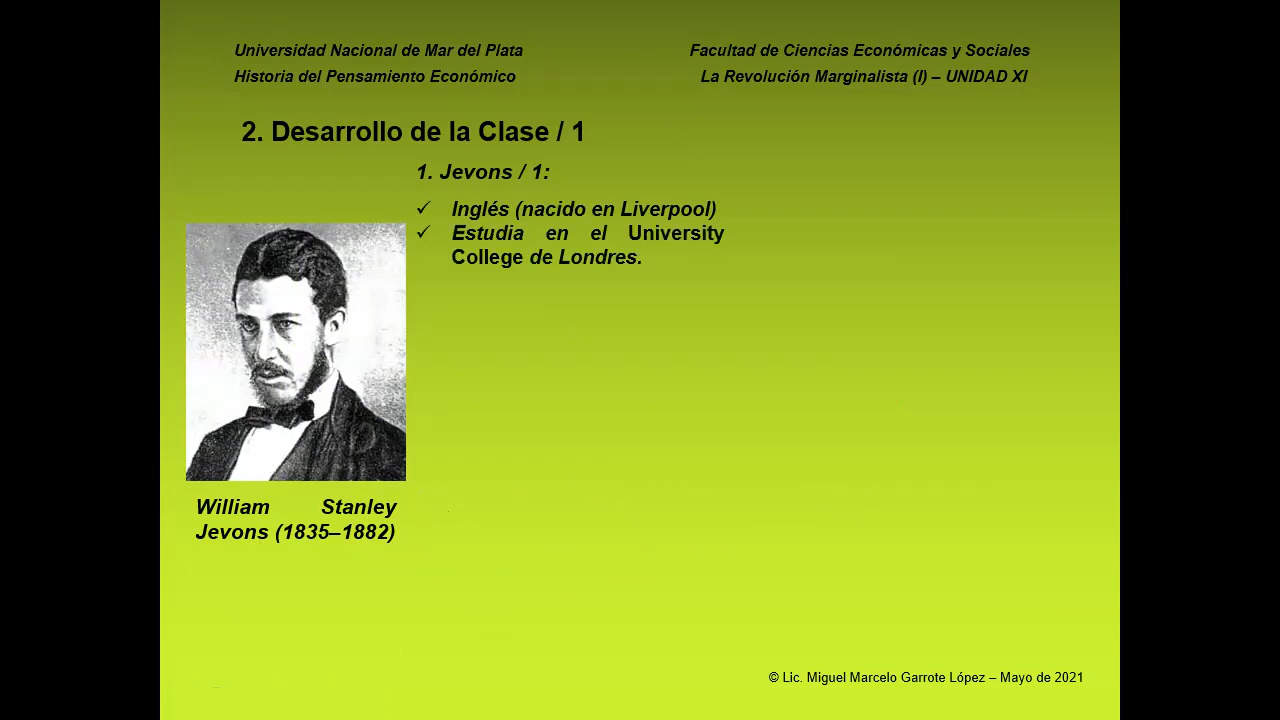 Universidad Nacional de Mar del Plata
Facultad de Ciencias Económicas y Sociales
Historia del Pensamiento Económico
La Revolución Marginalista (I) – UNIDAD XI
2. Desarrollo de la Clase / 1
1. Jevons / 1:
✓ Inglés (nacido en Liverpool)
✓ Estudia en el University
College de Londres.
William Stanley
Jevons (1835–1882)
© Lic. Miguel Marcelo Garrote López – Mayo de 2021